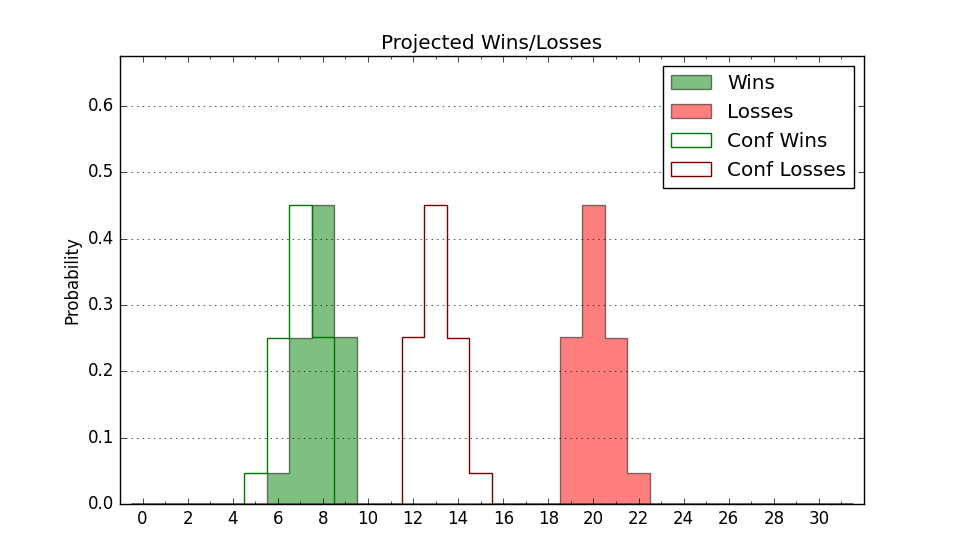 Projected Wins/Losses
Wins
Losses
Conf Wins
Conf Losses
Probability
0.6
0.5
0.4
0.3
0.2
0.1
0.0
0 2 4 6 8 10 12 14 16 18 20 22 24 26 28 30